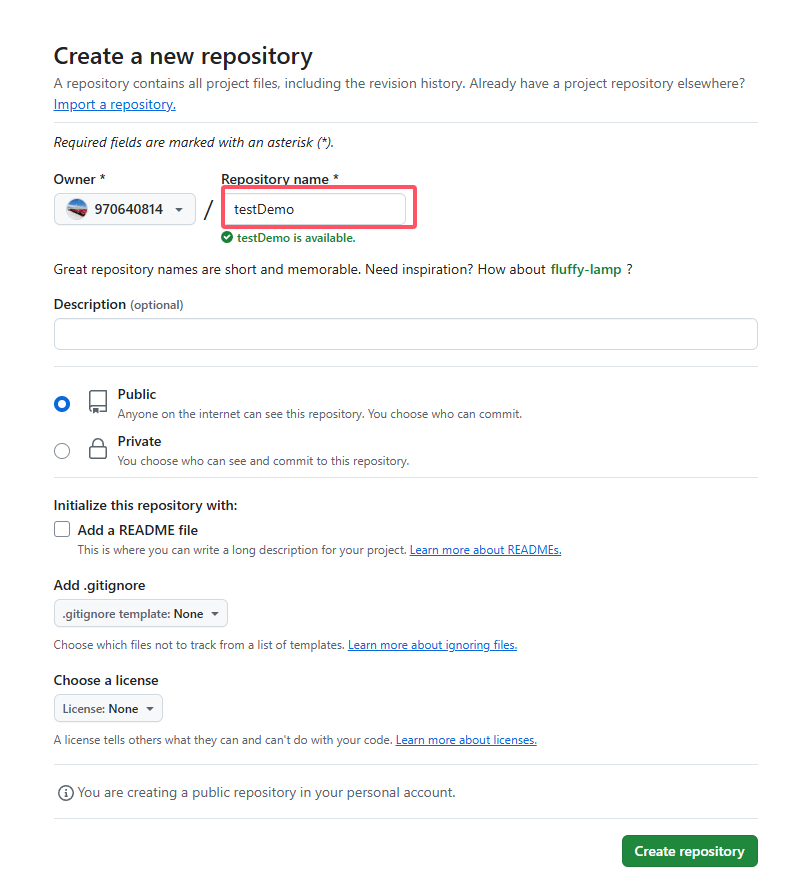 Create a new repository
A repository contains all project files, including the revision history. Already have a project repository elsewhere?
Import a repository.
Required fields are marked with an asterisk (*).
Owner * Repository name *
970640814 / testDemo
testDemo is available.
Great repository names are short and memorable. Need inspiration? How about fluffy-lamp ?
Description (optional)
Public
Anyone on the internet can see this repository. You choose who can commit.
Private
You choose who can see and commit to this repository.
Initialize this repository with:
Add a README file
This is where you can write a long description for your project. Learn more about READMEs.
Add .gitignore
.gitignore template: None
Choose which files not to track from a list of templates. Learn more about ignoring files.
Choose a license
License: None
A license tells others what they can and can't do with your code. Learn more about licenses.
You are creating a public repository in your personal account.
Create repository